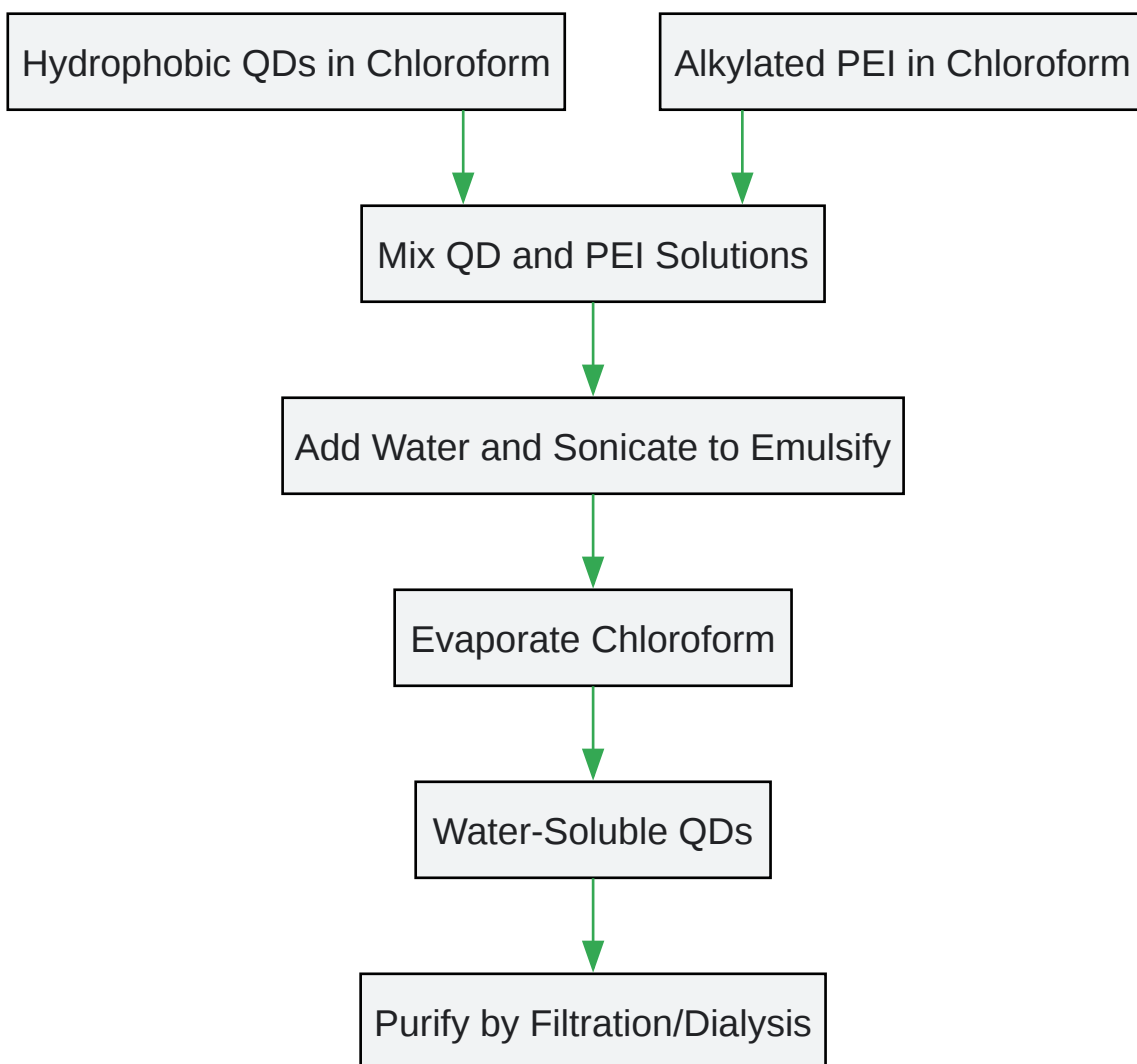 Hydrophobic QDs in Chloroform
Alkylated PEI in Chloroform
Mix QD and PEI Solutions
Add Water and Sonicate to Emulsify
Evaporate Chloroform
Water-Soluble QDs
Purify by Filtration/Dialysis